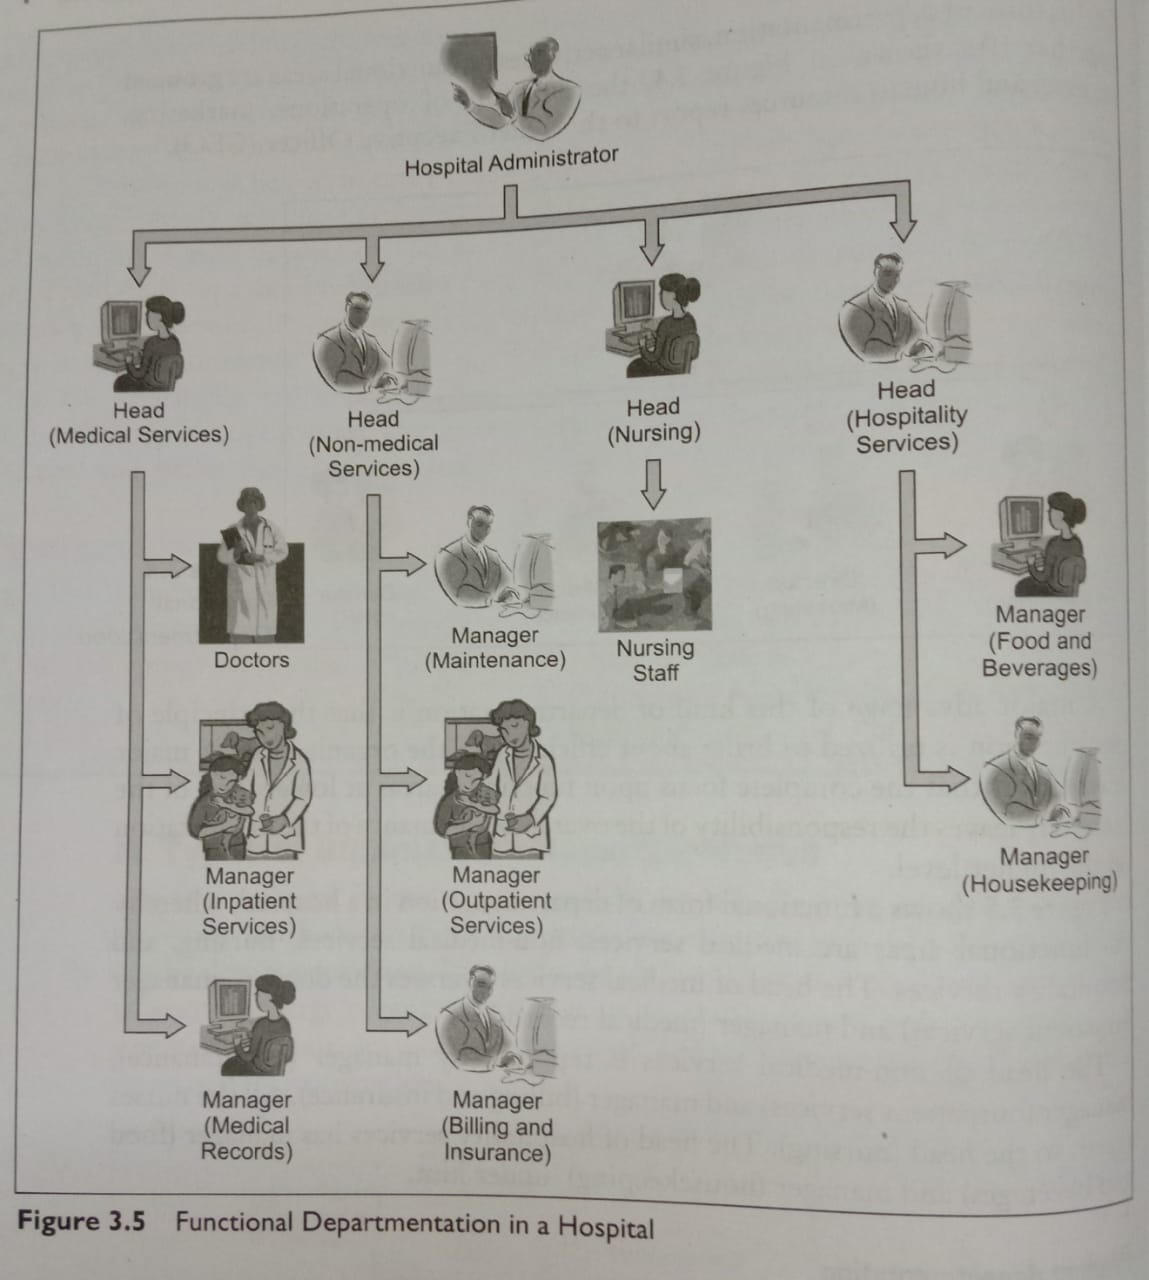 Hospital Administrator
Head
(Medical Services)
Head
(Non-medical
Services)
Head
(Nursing)
Head
(Hospitality
Services)
Doctors
Manager
(Inpatient
Services)
Manager
(Medical
Records)
Manager
(Maintenance)
Manager
(Outpatient
Services)
Manager
(Billing and
Insurance)
Nursing
Staff
Manager
(Food and
Beverages)
Manager
(Housekeeping)
Figure 3.5 Functional Departmentation in a Hospital